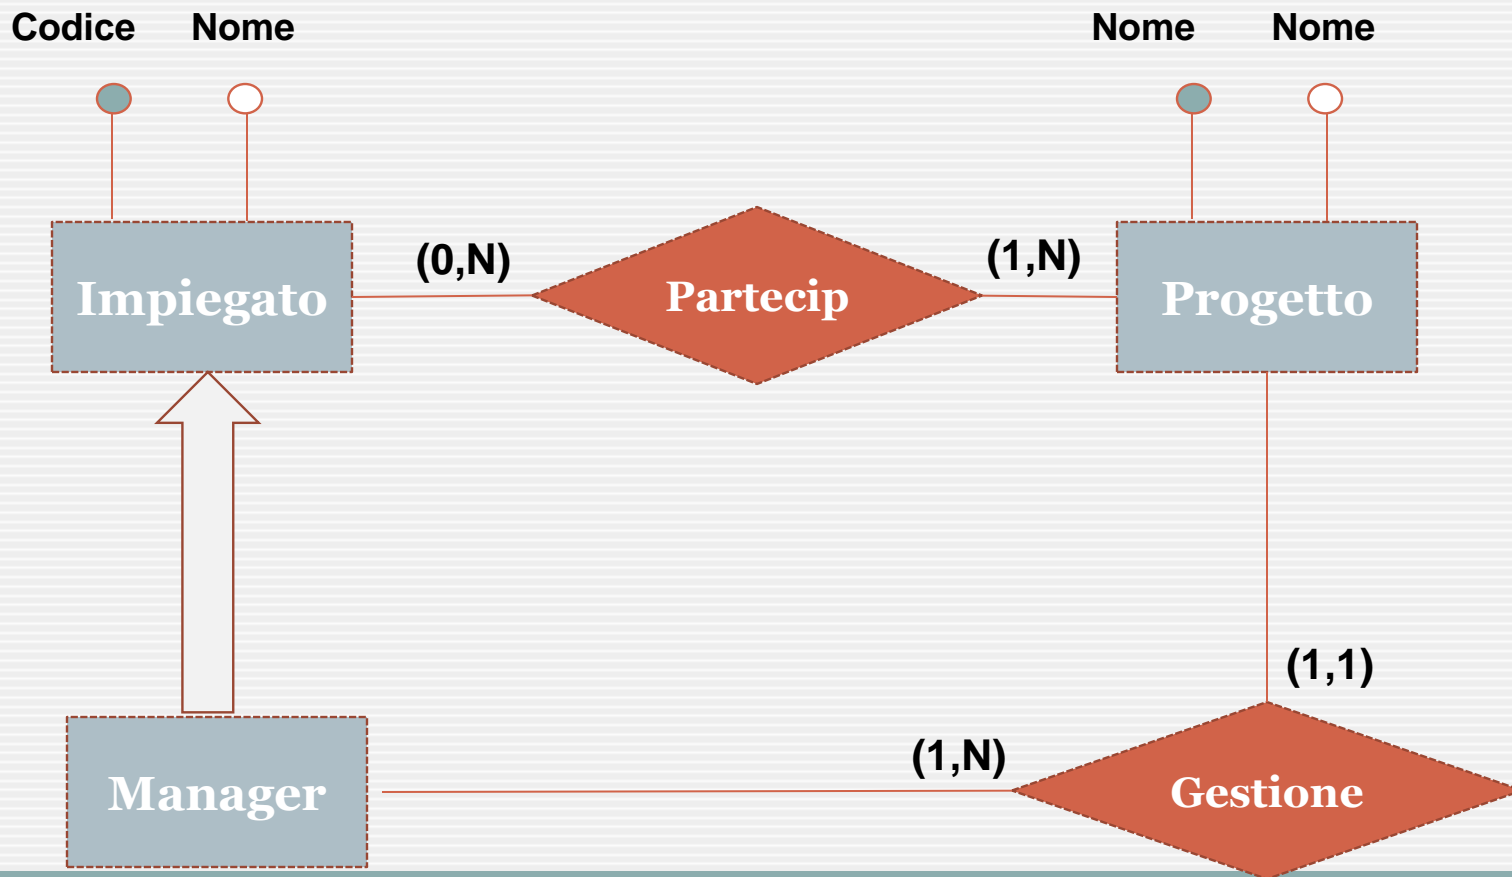 Codice Nome Nome Nome
(0,N) (1,N)
Impiegato Partecip Progetto
(1,1)
(1,N)
Manager Gestione